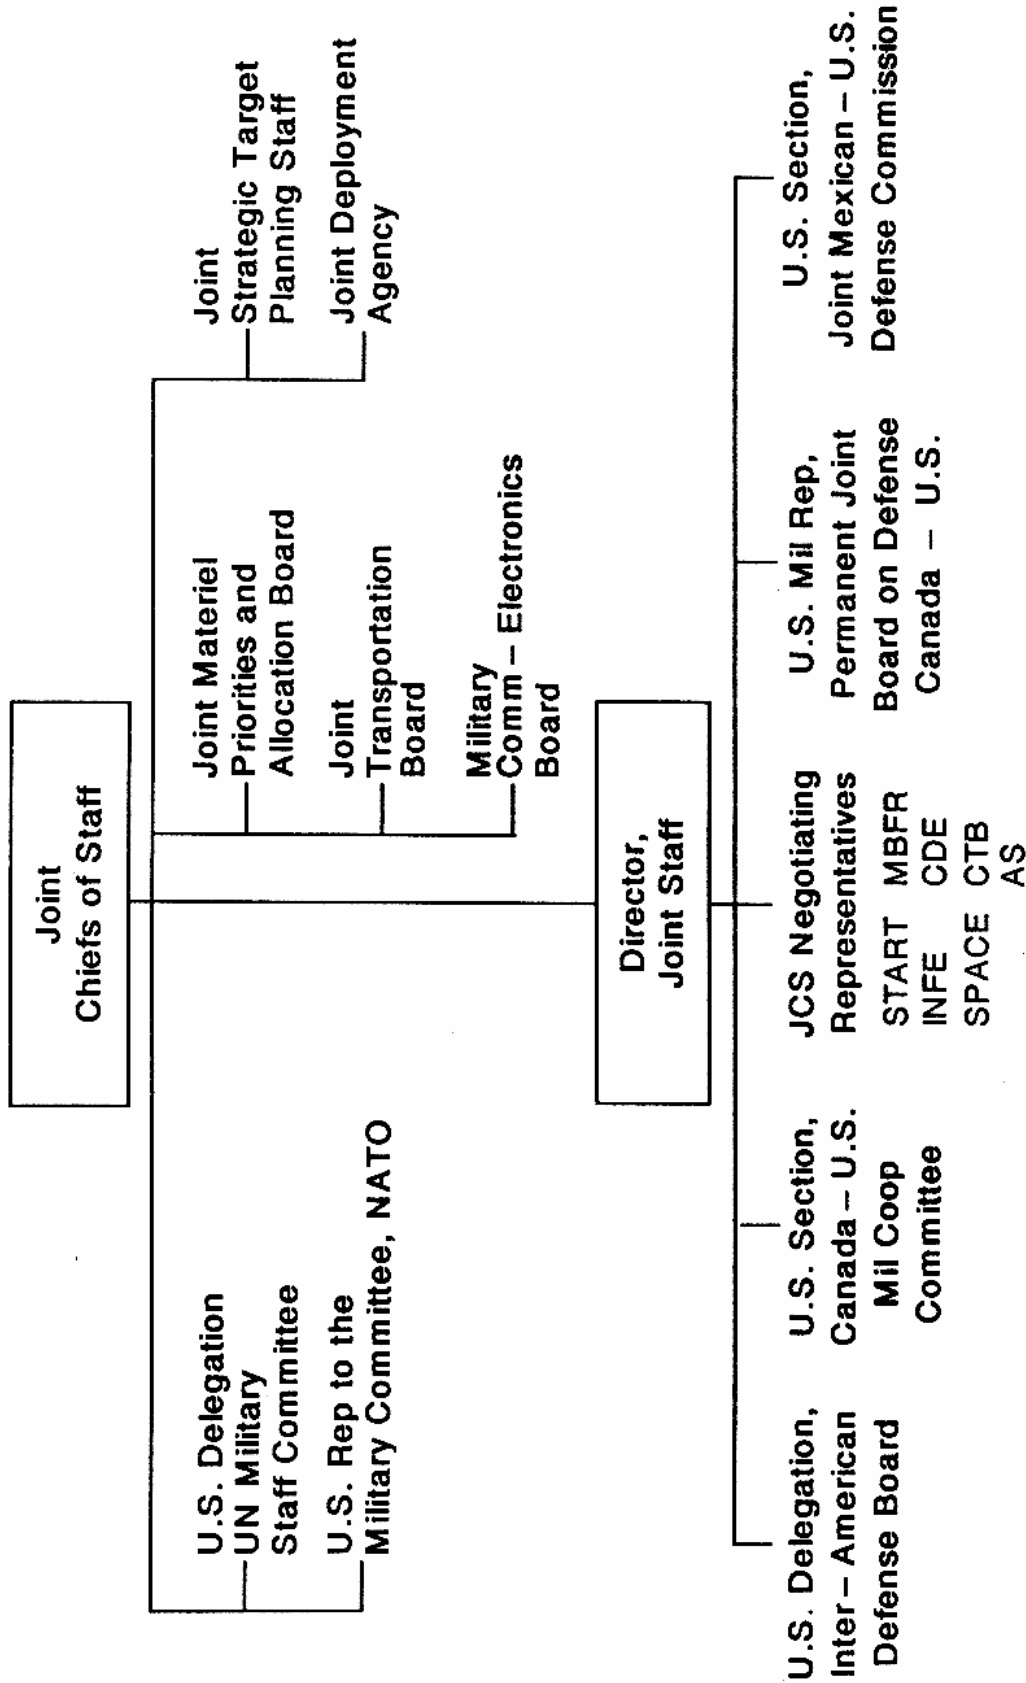 Joint
Chiefs of Staff
U.S. Delegation
UN Military
Staff Committee
U.S. Rep to the
Military Committee, NATO
Joint Materiel
Priorities and
Allocation Board
Joint
Transportation
Board
Military
Comm – Electronics
Board
Joint
Strategic Target
Planning Staff
Joint Deployment
Agency
Director,
Joint Staff
U.S. Delegation,
Inter – American
Defense Board
U.S. Section,
Canada – U.S.
Mil Coop
Committee
JCS Negotiating
Representatives
START MBFR
INFE CDE
SPACE CTB
AS
U.S. Mil Rep,
Permanent Joint
Board on Defense
Canada – U.S.
U.S. Section,
Joint Mexican – U.S.
Defense Commission